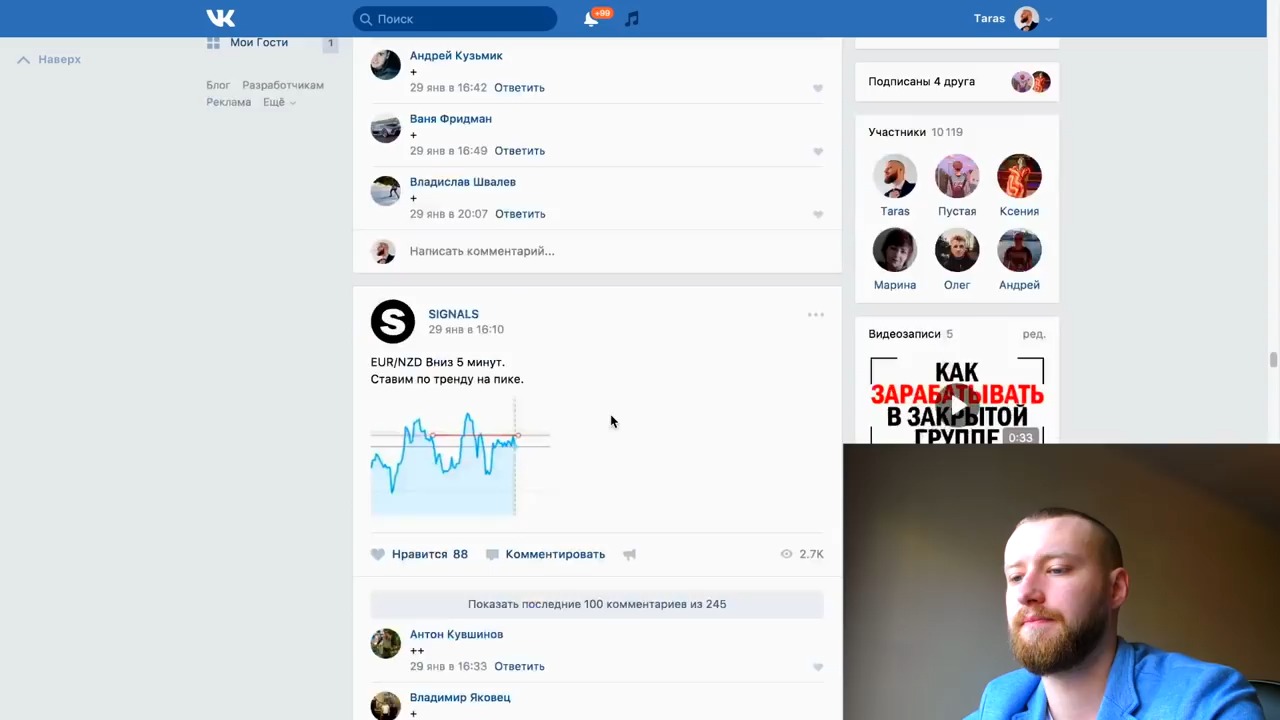 Поиск
+99
Taras
Мои Гости
1
Наверх
Блог Разработчикам
Реклама Ещё
Андрей Кузьмик
+
29 янв в 16:42 Ответить
Ваня Фридман
+
29 янв в 16:49 Ответить
Владислав Швалев
+
29 янв в 20:07 Ответить
Написать комментарий...
S
SIGNALS
29 янв в 16:10
EUR/NZD Вниз 5 минут.
Ставим по тренду на пике.
Нравится 88 Комментировать 2.7K
Показать последние 100 комментариев из 245
Антон Кувшинов
++
29 янв в 16:33 Ответить
Владимир Яковец
+
Подписаны 4 друга
Участники 10 119
Taras Пустая Ксения
Марина Олег Андрей
Видеозаписи 5 ред.
КАК
ЗАРАБАТЫВАТЬ
В ЗАКРЫТОЙ
ГРУППЕ
0:33